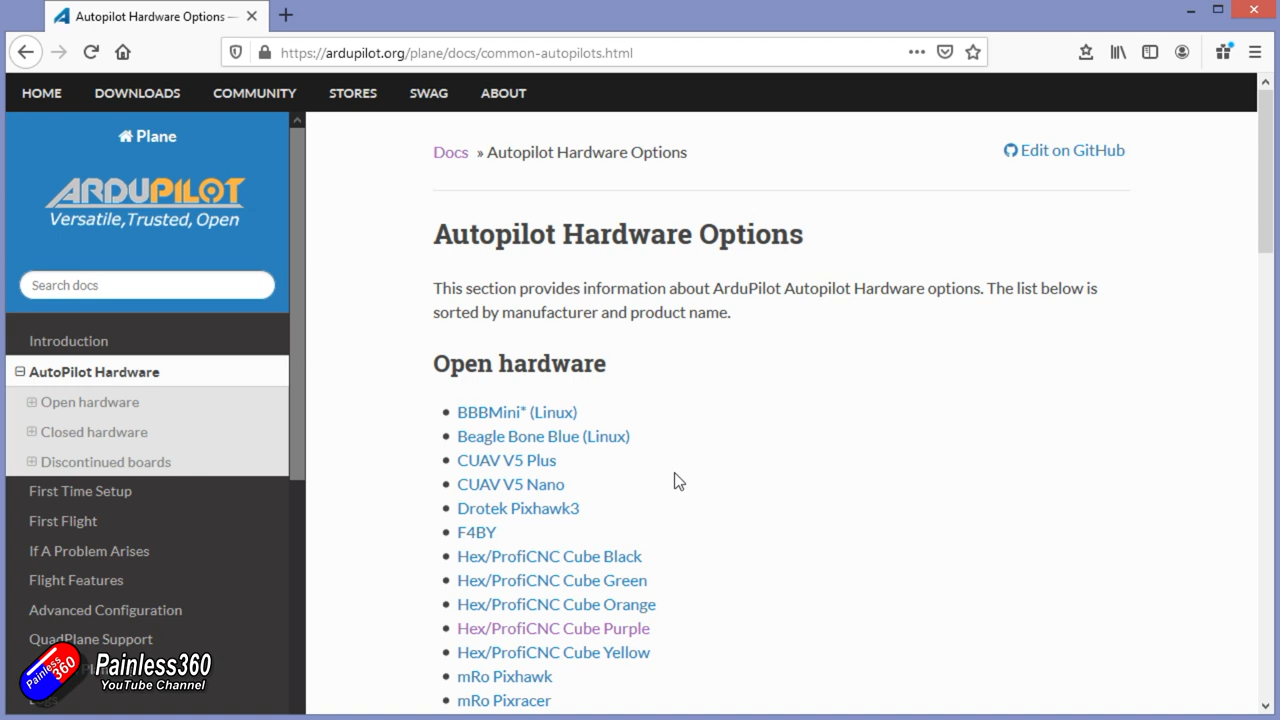 Autopilot Hardware Options —
https://ardupilot.org/plane/docs/common-autopilots.html
HOME DOWNLOADS COMMUNITY STORES SWAG ABOUT
Plane
ARDUPILOT
Versatile,Trusted, Open
Search docs
Introduction
AutoPilot Hardware
Open hardware
Closed hardware
Discontinued boards
First Time Setup
First Flight
If A Problem Arises
Flight Features
Advanced Configuration
QuadPlane Support
Docs » Autopilot Hardware Options
Edit on GitHub
Autopilot Hardware Options
This section provides information about ArduPilot Autopilot Hardware options. The list below is
sorted by manufacturer and product name.
Open hardware
BBBMini* (Linux)
Beagle Bone Blue (Linux)
CUAV V5 Plus
CUAV V5 Nano
Drotek Pixhawk3
F4BY
Hex/ProfiCNC Cube Black
Hex/ProfiCNC Cube Green
Hex/ProfiCNC Cube Orange
Hex/ProfiCNC Cube Purple
Hex/ProfiCNC Cube Yellow
mRo Pixhawk
mRo Pixracer
Painless
360
Painless360
YouTube Channel